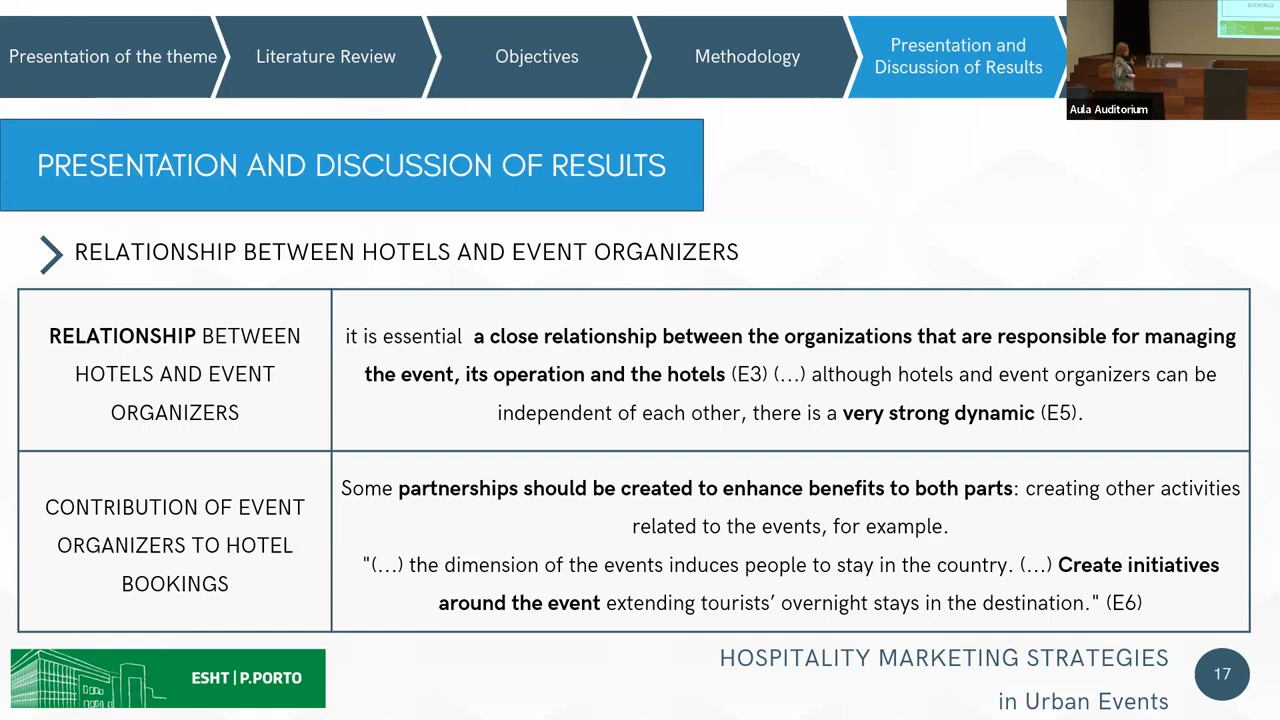 Presentation of the theme
Literature Review
Objectives
Methodology
Presentation and
Discussion of Results
BOOKINGS
Aula Auditorium
PRESENTATION AND DISCUSSION OF RESULTS
RELATIONSHIP BETWEEN HOTELS AND EVENT ORGANIZERS
RELATIONSHIP BETWEEN
HOTELS AND EVENT
ORGANIZERS
it is essential a close relationship between the organizations that are responsible for managing
the event, its operation and the hotels (E3) (...) although hotels and event organizers can be
independent of each other, there is a very strong dynamic (E5).
CONTRIBUTION OF EVENT
ORGANIZERS TO HOTEL
BOOKINGS
Some partnerships should be created to enhance benefits to both parts: creating other activities
related to the events, for example.
"(...) the dimension of the events induces people to stay in the country. (...) Create initiatives
around the event extending tourists’ overnight stays in the destination." (E6)
ESHT | P.PORTO
HOSPITALITY MARKETING STRATEGIES
in Urban Events
17